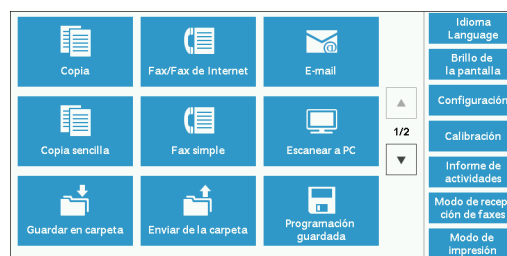 Copia
Fax/Fax de Internet
E-mail
Copia sencilla
Fax simple
Escanear a PC
Guardar en carpeta
Enviar de la carpeta
Programación
guardada
1/2
Idioma
Language
Brillo de
la pantalla
Configuración
Calibración
Informe de
actividades
Modo de recep
ción de faxes
Modo de
impresión